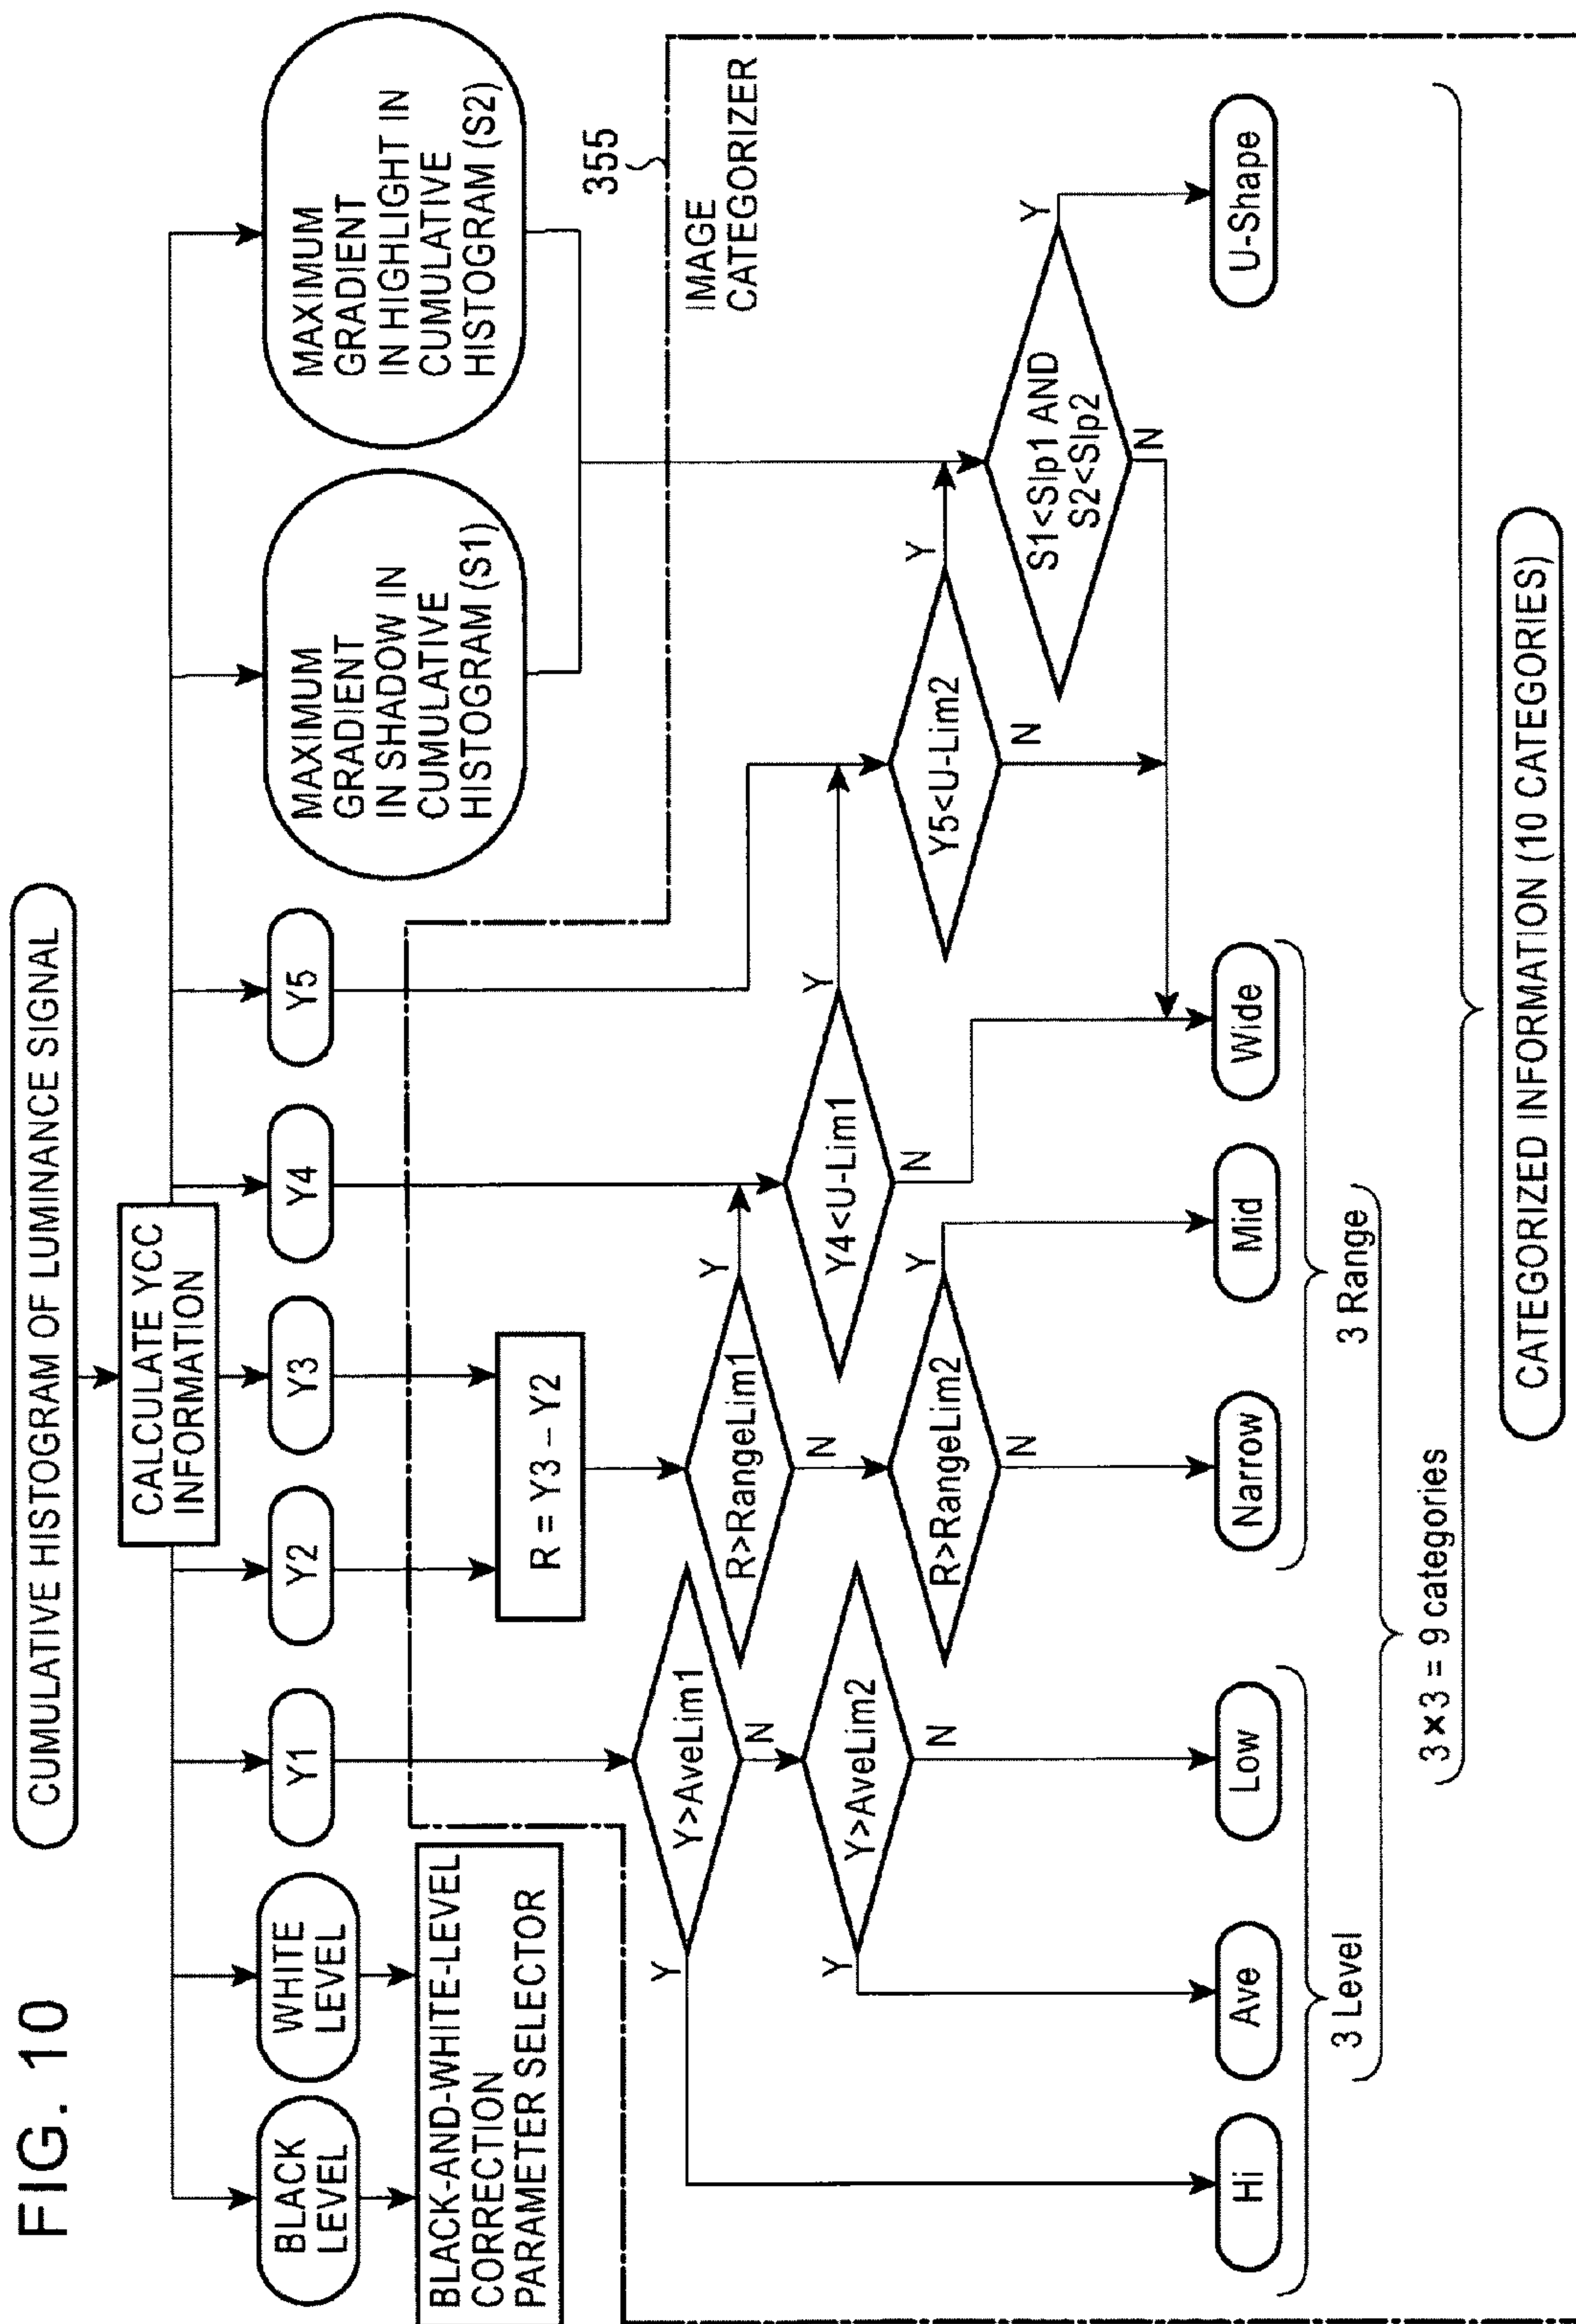 FIG. 10
CUMULATIVE HISTOGRAM OF LUMINANCE SIGNAL
CALCULATE YCC
INFORMATION
BLACK
LEVEL
WHITE
LEVEL
Y1
Y2
Y3
Y4
Y5
MAXIMUM
GRADIENT
IN SHADOW IN
CUMULATIVE
HISTOGRAM (S1)
MAXIMUM
GRADIENT
IN HIGHLIGHT IN
CUMULATIVE
HISTOGRAM (S2)
BLACK-AND-WHITE-LEVEL
CORRECTION
PARAMETER SELECTOR
355
IMAGE
CATEGORIZER
R = Y3 – Y2
Y>AveLim1
Y
N
R>RangeLim1
Y
N
Y>AveLim2
Y
N
Y4<U-Lim1
Y
N
R>RangeLim2
Y
N
Y5<U-Lim2
Y
N
S1<Slp1 AND
S2<Slp2
Y
N
Hi
Ave
Low
Narrow
Mid
Wide
U-Shape
3 Level
3 Range
3 × 3 = 9 categories
CATEGORIZED INFORMATION (10 CATEGORIES)